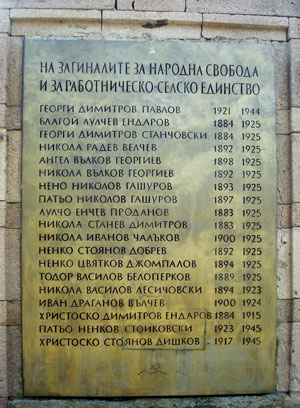 НА ЗАГИНАЛИТЕ ЗА НАРОДНА СВОБОДА
И ЗА РАБОТНИЧЕСКО-СЕЛСКО ЕДИНСТВО
ГЕОРГИ ДИМИТРОВ ПАВЛОВ 1921 1944
БЛАГОЙ ЛУЛЧЕВ ЕНДАРОВ 1884 1925
ГЕОРГИ ДИМИТРОВ СТАНЧОВСКИ 1884 1925
НИКОЛА РАДЕВ ВЕЛЧЕВ 1892 1925
АНГЕЛ ВЪЛКОВ ГЕОРГИЕВ 1898 1925
НИКОЛА ВЪЛКОВ ГЕОРГИЕВ 1892 1925
НЕНО НИКОЛОВ ГАШУРОВ 1893 1925
ПАТЬО НИКОЛОВ ГАШУРОВ 1897 1925
ЛУЛЧО ЕНЧЕВ ПРОДАНОВ 1883 1925
НИКОЛА СТАНЕВ ДИМИТРОВ 1883 1925
НИКОЛА ИВАНОВ ЧАЛЪКОВ 1900 1925
НЕНКО СТОЯНОВ ДОБРЕВ 1892 1925
НЕНКО ЦВЯТКОВ ДЖОМПАЛОВ 1894 1925
ТОДОР ВАСИЛОВ БЕЛОПЕРКОВ 1889 1925
НИКОЛА ВАСИЛОВ ЛЕСИЧОВСКИ 1894 1923
ИВАН ДРАГАНОВ ВЪЛЧЕВ 1900 1924
ХРИСТОСКО ДИМИТРОВ ЕНДАРОВ 1884 1915
ПАТЬО НЕНКОВ СТОЙКОВСКИ 1923 1945
ХРИСТОСКО СТОЯНОВ ДИШКОВ - 1917 1945